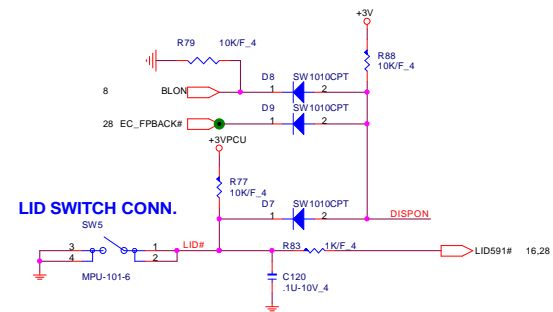 +3V
R79 10K/F_4
R88
10K/F_4
D8 SW1010CPT
8 BLON 1 2
D9 SW1010CPT
28 EC_FPBACK# 1 2
+3VPCU
R77
10K/F_4
D7 SW1010CPT
1 2 DISPON
LID SWITCH CONN.
SW5
3 1 LID# R83 1K/F_4 LID591# 16,28
4 2
MPU-101-6
C120
.1U-10V_4